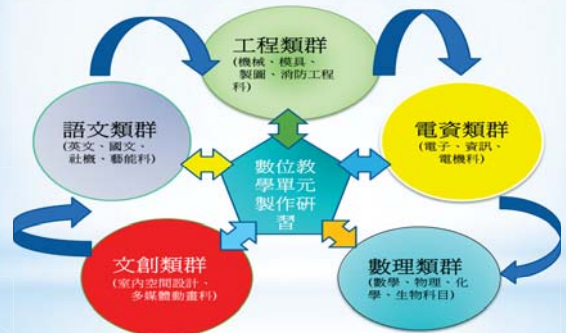 工程類群
(機械、模具、
製圖、消防工程
科)
語文類群
(英文、國文、
社概、藝能科)
電資類群
(電子、資訊、
電機科)
數位教
學單元
製作研
習
文創類群
(室內空間設計、
多媒體動畫科)
數理類群
(數學、物理、化
學、生物科目)